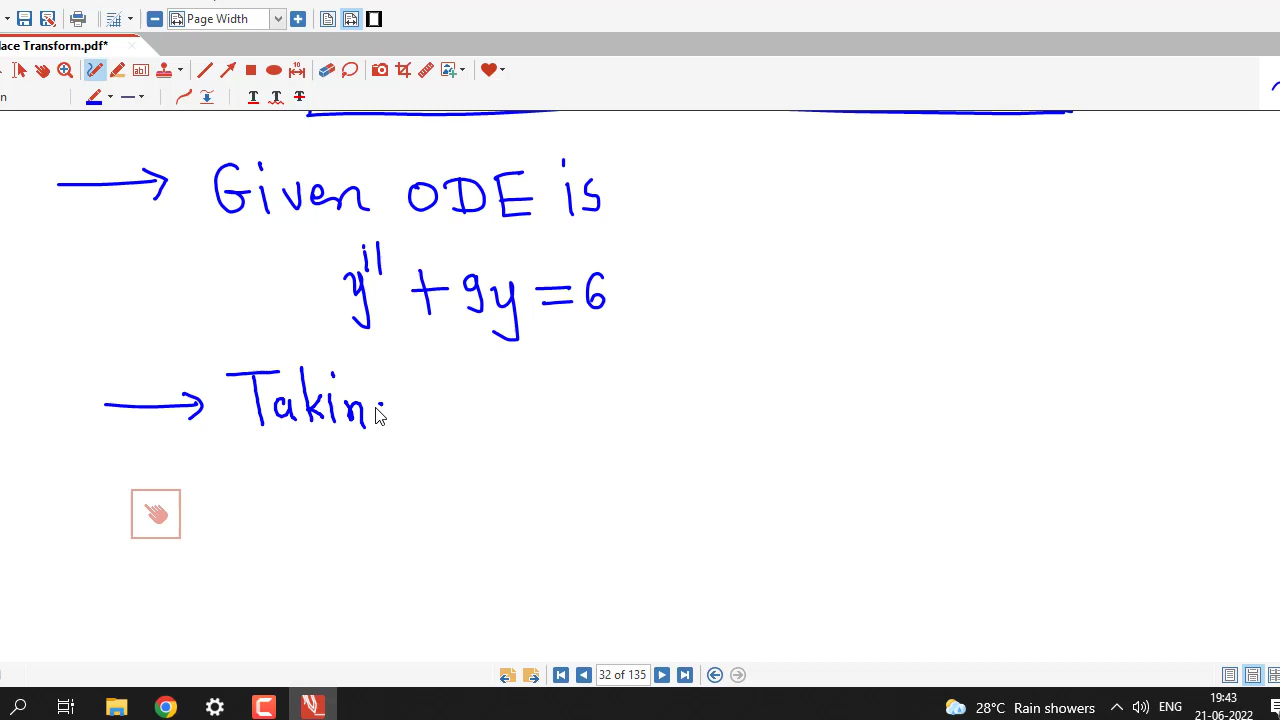 Page Width
lace Transform.pdf*
n
Given ODE is
y'' + 9y = 6
Takin
32 of 135
19:43
28°C Rain showers ENG
21-06-2022